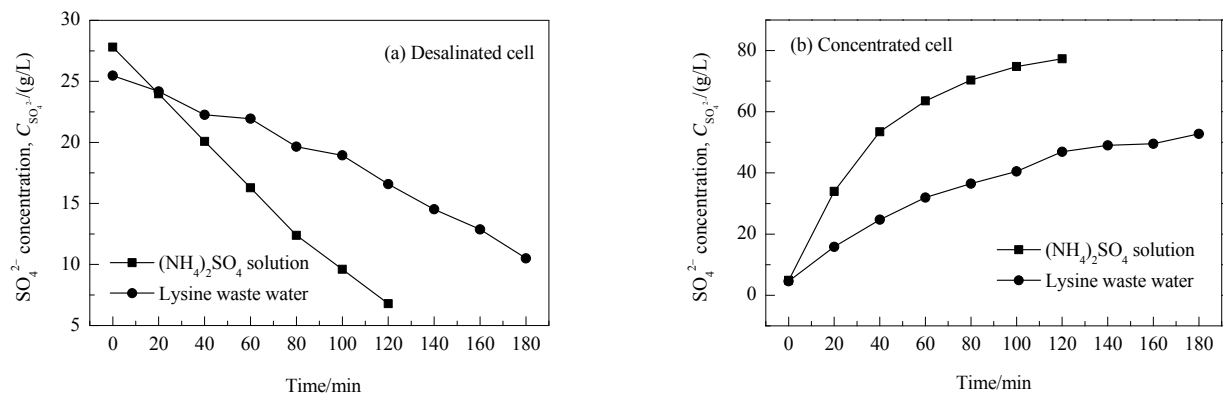 30
25
20
15
10
5
SO₄²⁻ concentration, C_SO₄²⁻/(g/L)
(a) Desalinated cell
(NH₄)₂SO₄ solution
Lysine waste water
0 20 40 60 80 100 120 140 160 180
Time/min
80
60
40
20
0
SO₄²⁻ concentration, C_SO₄²⁻/(g/L)
(b) Concentrated cell
(NH₄)₂SO₄ solution
Lysine waste water
0 20 40 60 80 100 120 140 160 180
Time/min